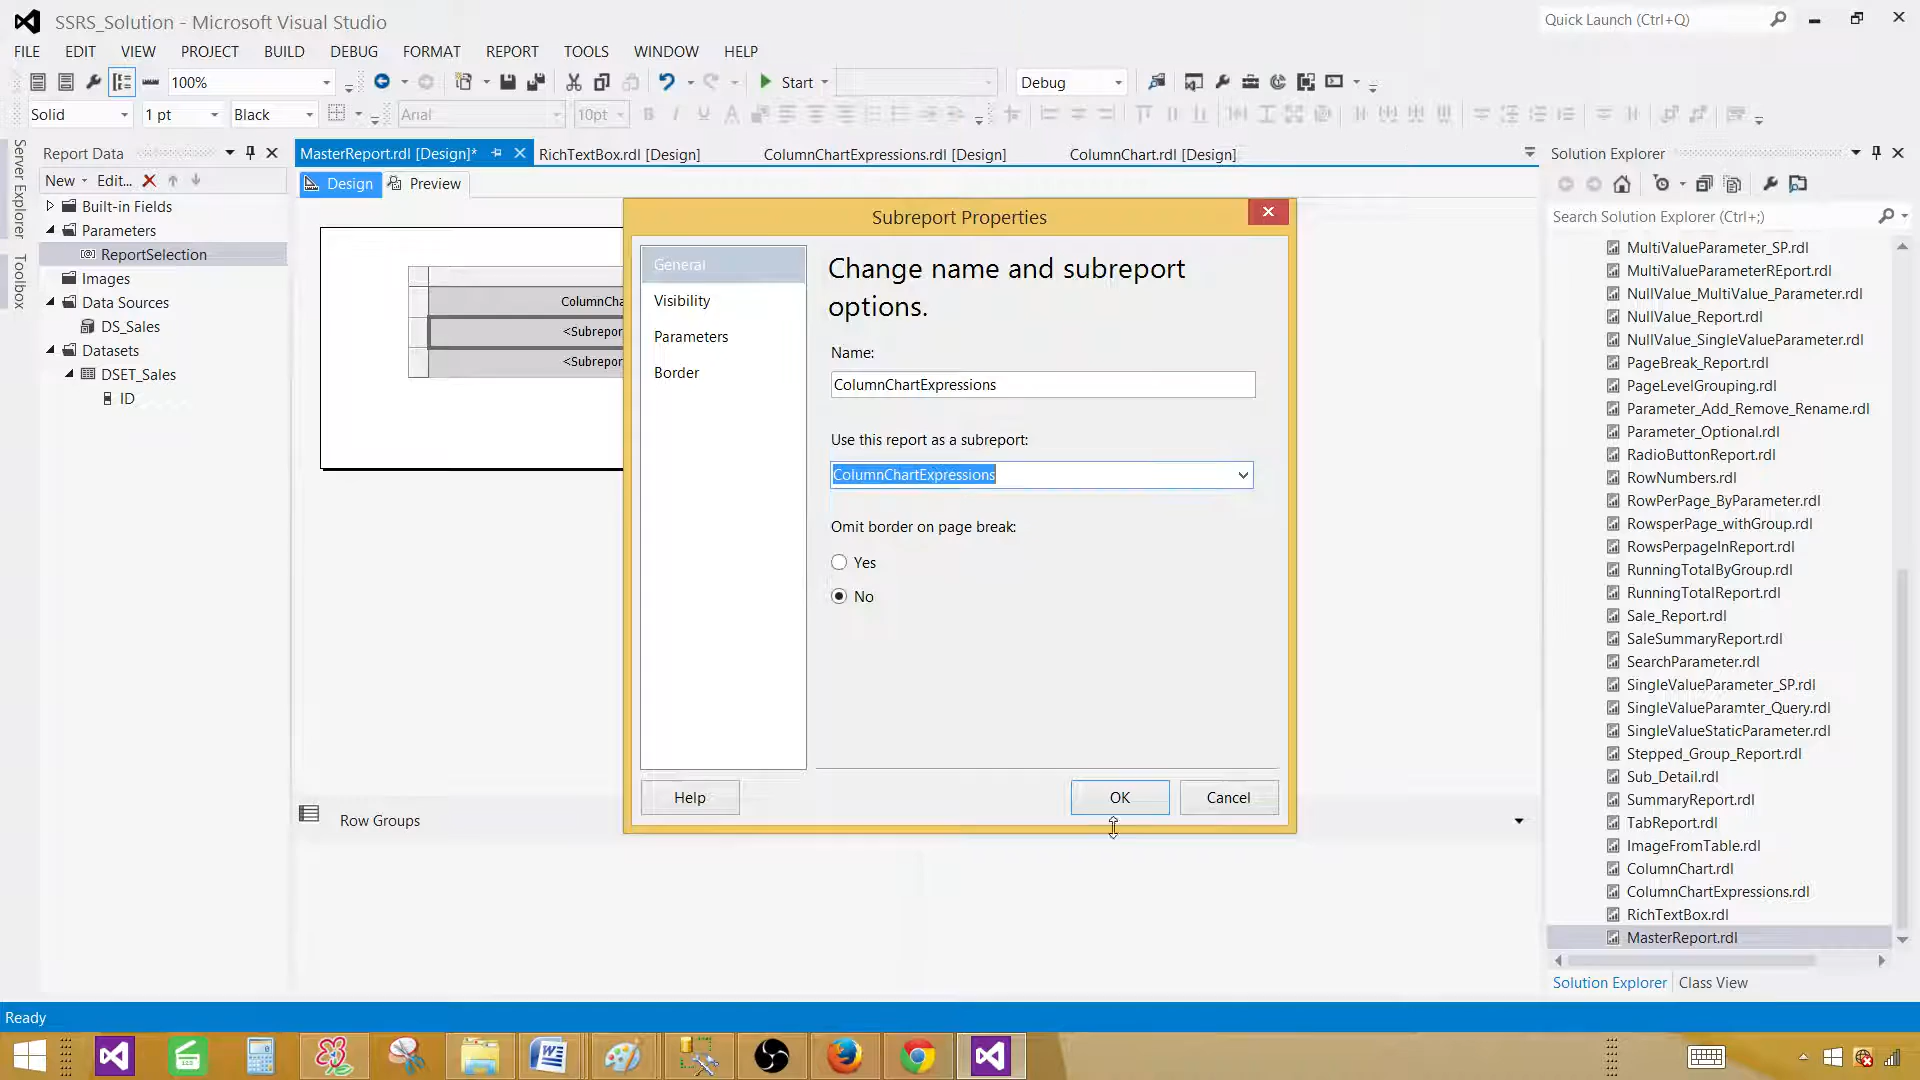 SSRS_Solution - Microsoft Visual Studio
Quick Launch (Ctrl+Q)
FILE EDIT VIEW PROJECT BUILD DEBUG FORMAT REPORT TOOLS WINDOW HELP
100% Start Debug
Solid 1 pt Black Arial 10pt
Server Explorer
Toolbox
Report Data
New Edit...
Built-in Fields
Parameters
ReportSelection
Images
Data Sources
DS_Sales
Datasets
DSET_Sales
ID
MasterReport.rdl [Design]* RichTextBox.rdl [Design] ColumnChartExpressions.rdl [Design] ColumnChart.rdl [Design]
Design Preview
ColumnCha
<Subrepor
<Subrepor
Row Groups
Subreport Properties
General
Visibility
Parameters
Border
Change name and subreport
options.
Name:
ColumnChartExpressions
Use this report as a subreport:
ColumnChartExpressions
Omit border on page break:
Yes
No
Help OK Cancel
Solution Explorer
Search Solution Explorer (Ctrl+;)
MultiValueParameter_SP.rdl
MultiValueParameterREport.rdl
NullValue_MultiValue_Parameter.rdl
NullValue_Report.rdl
NullValue_SingleValueParameter.rdl
PageBreak_Report.rdl
PageLevelGrouping.rdl
Parameter_Add_Remove_Rename.rdl
Parameter_Optional.rdl
RadioButtonReport.rdl
RowNumbers.rdl
RowPerPage_ByParameter.rdl
RowsperPage_withGroup.rdl
RowsPerpageInReport.rdl
RunningTotalByGroup.rdl
RunningTotalReport.rdl
Sale_Report.rdl
SaleSummaryReport.rdl
SearchParameter.rdl
SingleValueParameter_SP.rdl
SingleValueParamter_Query.rdl
SingleValueStaticParameter.rdl
Stepped_Group_Report.rdl
Sub_Detail.rdl
SummaryReport.rdl
TabReport.rdl
ImageFromTable.rdl
ColumnChart.rdl
ColumnChartExpressions.rdl
RichTextBox.rdl
MasterReport.rdl
Solution Explorer Class View
Ready